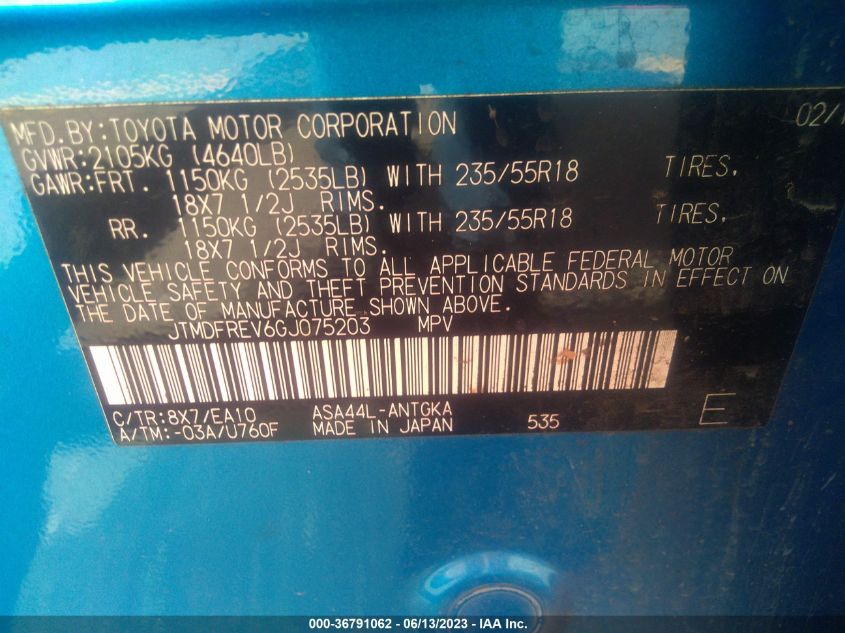 MFD.BY:TOYOTA MOTOR CORPORATION 02/1
GVWR:2105KG (4640LB)
GAWR:FRT. 1150KG (2535LB) WITH 235/55R18 TIRES.
18X7 1/2J RIMS.
RR. 1150KG (2535LB) WITH 235/55R18 TIRES.
18X7 1/2J RIMS.
THIS VEHICLE CONFORMS TO ALL APPLICABLE FEDERAL MOTOR
VEHICLE SAFETY AND THEFT PREVENTION STANDARDS IN EFFECT ON
THE DATE OF MANUFACTURE SHOWN ABOVE.
JTMDFREV6GJ075203 MPV
C/TR:8X7/EA10 ASA44L-ANTGKA
A/TM:-03A/U760F MADE IN JAPAN 535 E
000-36791062 - 06/13/2023 - IAA Inc.